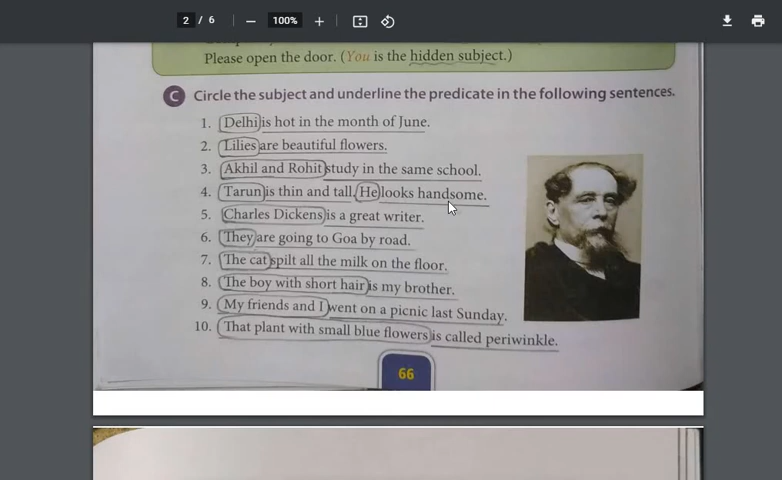 2 / 6
100%
Please open the door. (You is the hidden subject.)
C Circle the subject and underline the predicate in the following sentences.
1. Delhi is hot in the month of June.
2. Lilies are beautiful flowers.
3. Akhil and Rohit study in the same school.
4. Tarun is thin and tall. He looks handsome.
5. Charles Dickens is a great writer.
6. They are going to Goa by road.
7. The cat spilt all the milk on the floor.
8. The boy with short hair is my brother.
9. My friends and I went on a picnic last Sunday.
10. That plant with small blue flowers is called periwinkle.
66